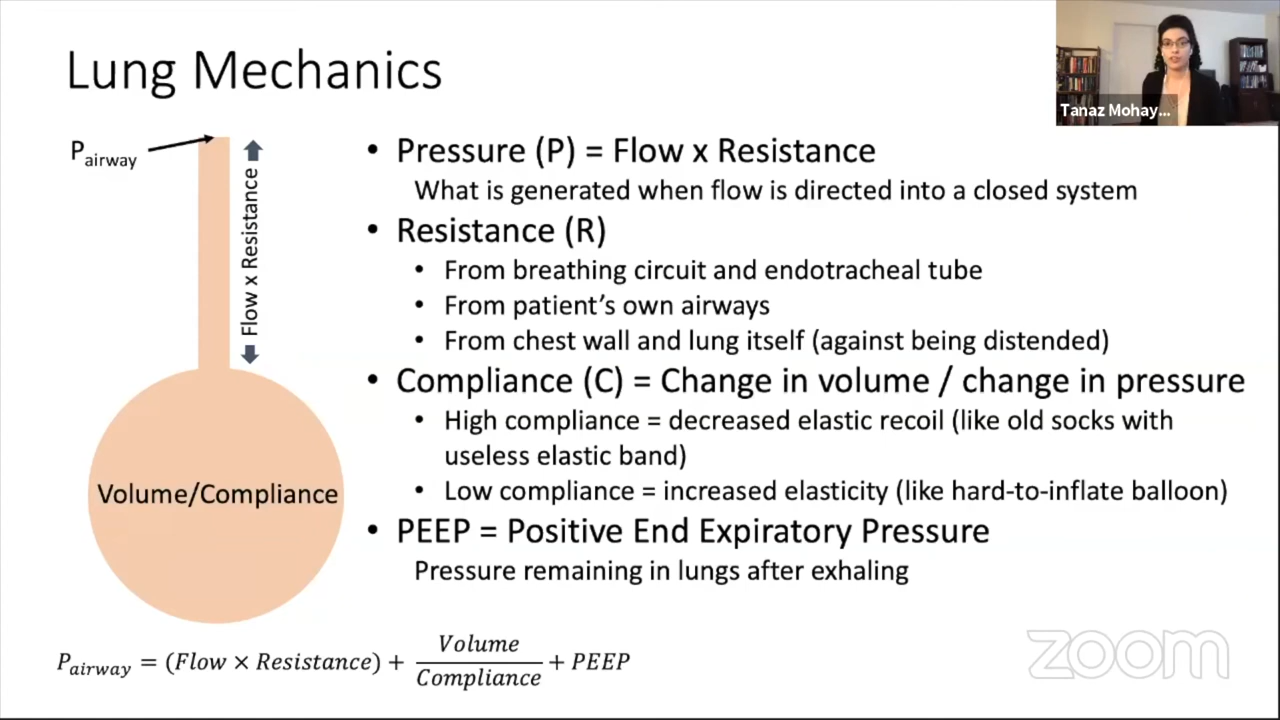 Lung Mechanics
Tanaz Mohay...
P airway
Flow x Resistance
Volume/Compliance
• Pressure (P) = Flow x Resistance
What is generated when flow is directed into a closed system
• Resistance (R)
• From breathing circuit and endotracheal tube
• From patient’s own airways
• From chest wall and lung itself (against being distended)
• Compliance (C) = Change in volume / change in pressure
• High compliance = decreased elastic recoil (like old socks with
useless elastic band)
• Low compliance = increased elasticity (like hard-to-inflate balloon)
• PEEP = Positive End Expiratory Pressure
Pressure remaining in lungs after exhaling
P airway = (Flow × Resistance) + Volume / Compliance + PEEP
zoom